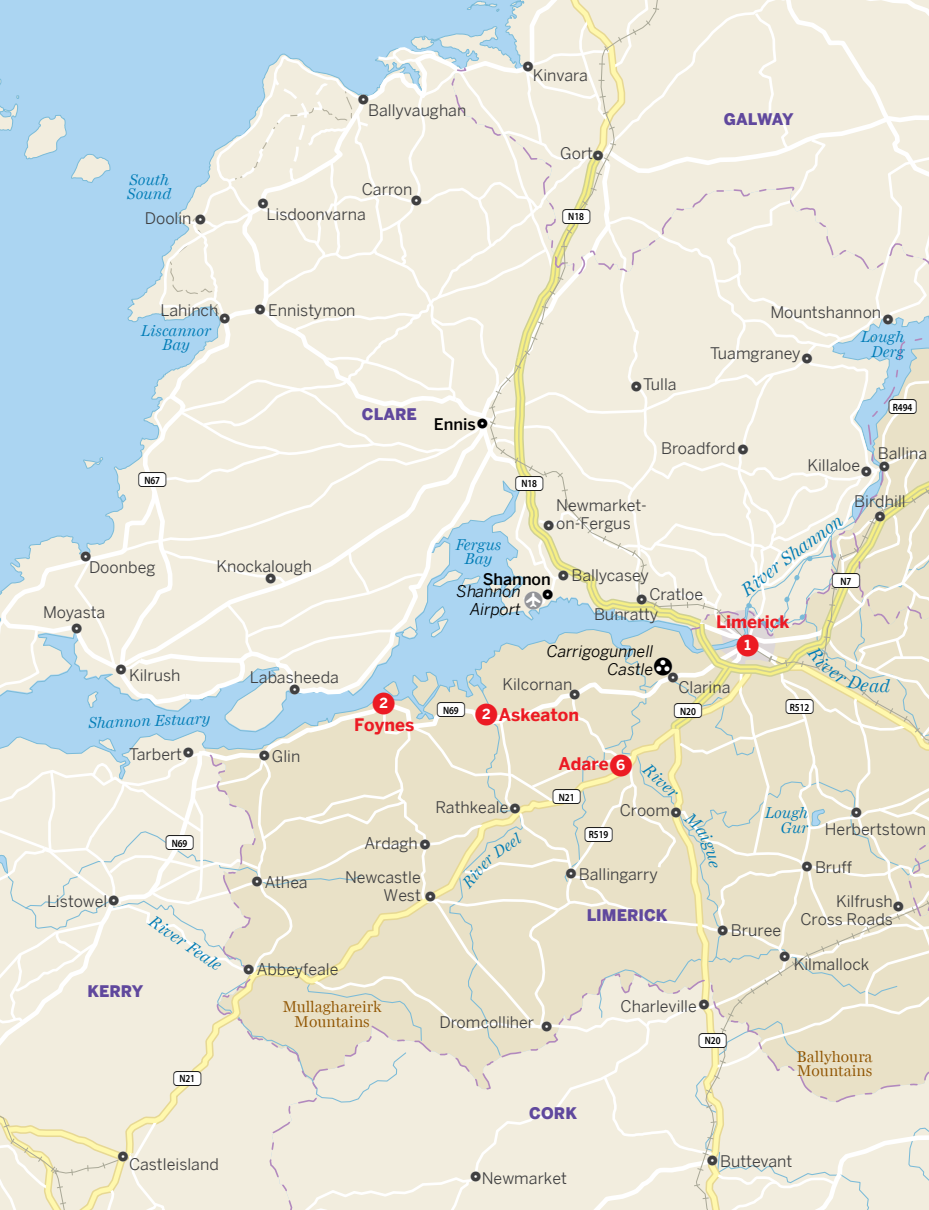 Kinvara
Ballyvaughan
GALWAY
Gort
South
Sound
Carron
Lisdoonvarna
Doolin
N18
Lahinch
Ennistymon
Liscannor
Bay
Mountshannon
Lough
Derg
Tuamgraney
Tulla
R494
CLARE
Ennis
Broadford
Ballina
Killaloe
N67
N18
Birdhill
Newmarket-
on-Fergus
Fergus
Bay
River Shannon
Doonbeg
Knockalough
Shannon
Ballycasey
N7
Shannon
Airport
Cratloe
Bunratty
Moyasta
Limerick
1
Carrigogunnell
Castle
River Dead
Kilrush
Labasheeda
Kilcornan
Clarina
2
Foynes
N69
2
Askeaton
N20
R512
Shannon Estuary
Tarbert
Glin
Adare
6
River
Maigue
N21
Rathkeale
Croom
Lough
Gur
Herbertstown
R519
N69
Ardagh
River Deel
Athea
Newcastle
West
Ballingarry
Bruff
Listowel
Kilfrush
Cross Roads
LIMERICK
River Feale
Bruree
Abbeyfeale
Kilmallock
KERRY
Mullaghareirk
Mountains
Charleville
Dromcolliher
N20
Ballyhoura
Mountains
N21
CORK
Castleisland
Buttevant
Newmarket